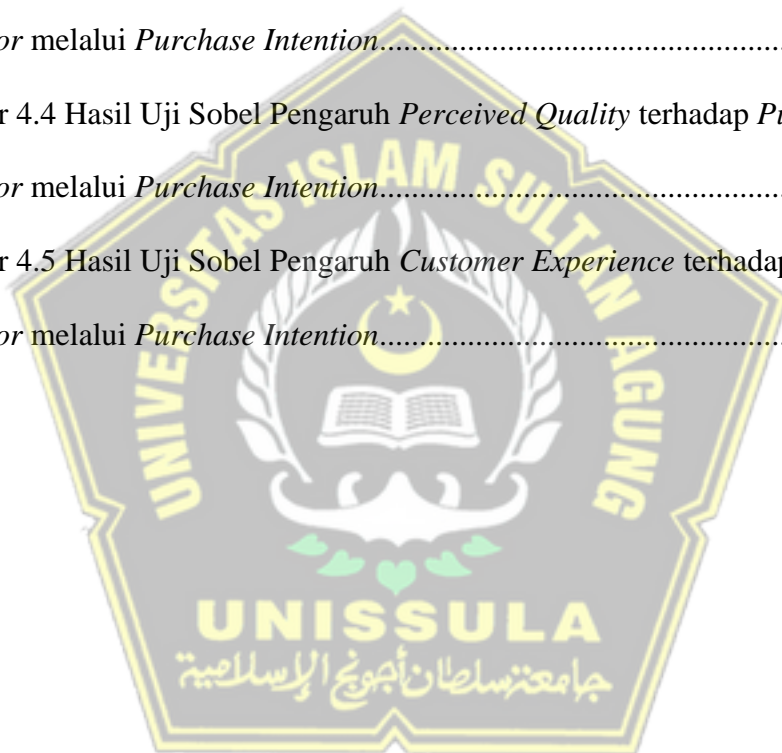 or melalui Purchase Intention....................................................................
r 4.4 Hasil Uji Sobel Pengaruh Perceived Quality terhadap Pu
or melalui Purchase Intention....................................................................
r 4.5 Hasil Uji Sobel Pengaruh Customer Experience terhadap
or melalui Purchase Intention....................................................................
UNIVERSITAS ISLAM SULTAN AGUNG
UNISSULA
جامعتنسلطان أجونج الإسلامية